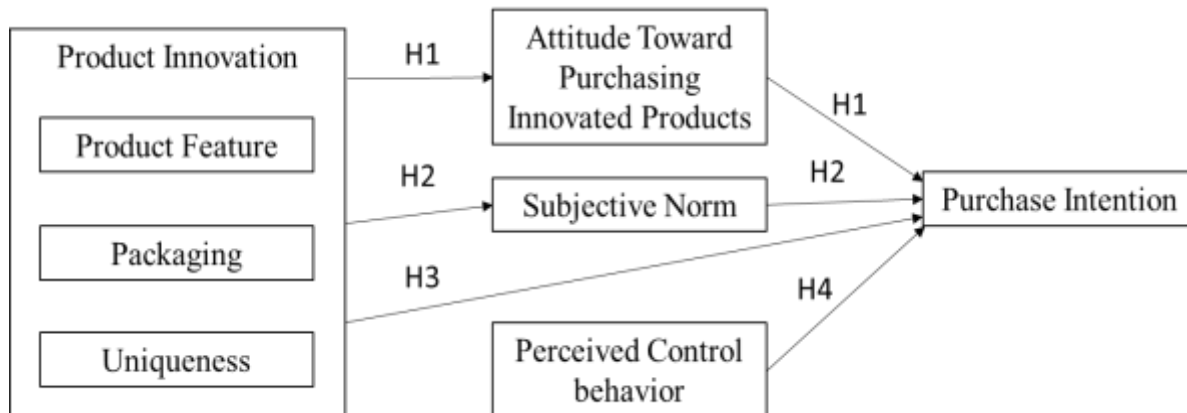 Product Innovation
Product Feature
Packaging
Uniqueness
H1
H2
H3
Attitude Toward
Purchasing
Innovated Products
Subjective Norm
Perceived Control
behavior
H1
H2
H4
Purchase Intention